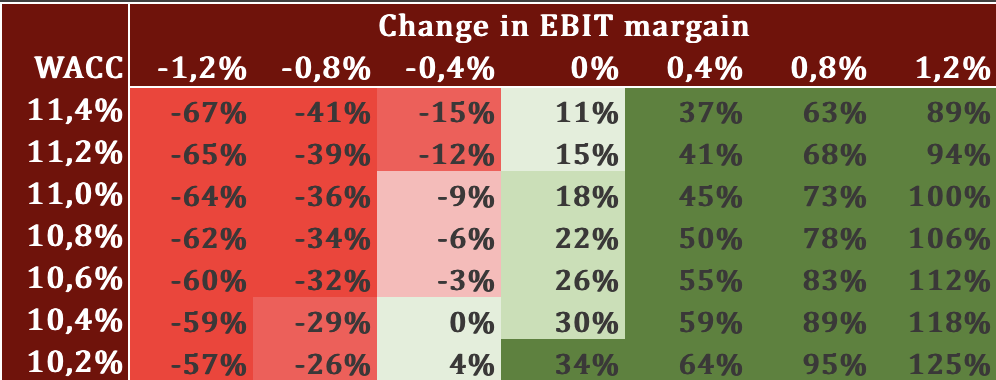 Change in EBIT margain
WACC -1,2% -0,8% -0,4% 0% 0,4% 0,8% 1,2%
11,4% -67% -41% -15% 11% 37% 63% 89%
11,2% -65% -39% -12% 15% 41% 68% 94%
11,0% -64% -36% -9% 18% 45% 73% 100%
10,8% -62% -34% -6% 22% 50% 78% 106%
10,6% -60% -32% -3% 26% 55% 83% 112%
10,4% -59% -29% 0% 30% 59% 89% 118%
10,2% -57% -26% 4% 34% 64% 95% 125%